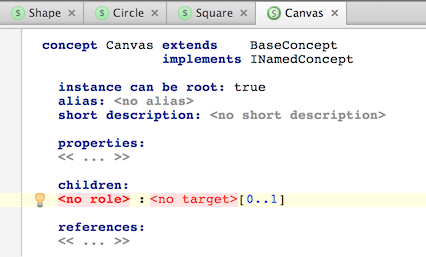 S Shape S Circle S Square S Canvas
concept Canvas extends BaseConcept
implements INamedConcept
instance can be root: true
alias: <no alias>
short description: <no short description>
properties:
<< ... >>
children:
<no role> : <no target>[0..1]
references:
<< ... >>